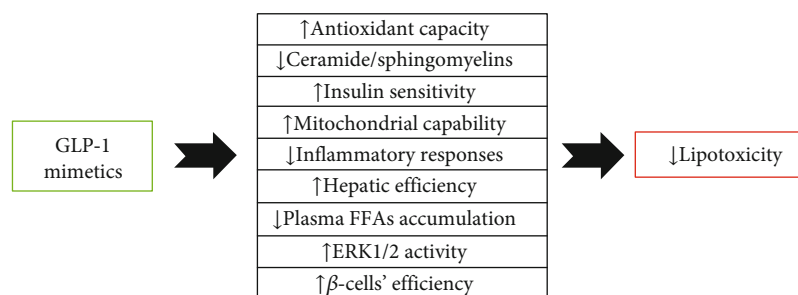 GLP-1
mimetics
↑Antioxidant capacity
↓Ceramide/sphingomyelins
↑Insulin sensitivity
↑Mitochondrial capability
↓Inflammatory responses
↑Hepatic efficiency
↓Plasma FFAs accumulation
↑ERK1/2 activity
↑β-cells’ efficiency
↓Lipotoxicity